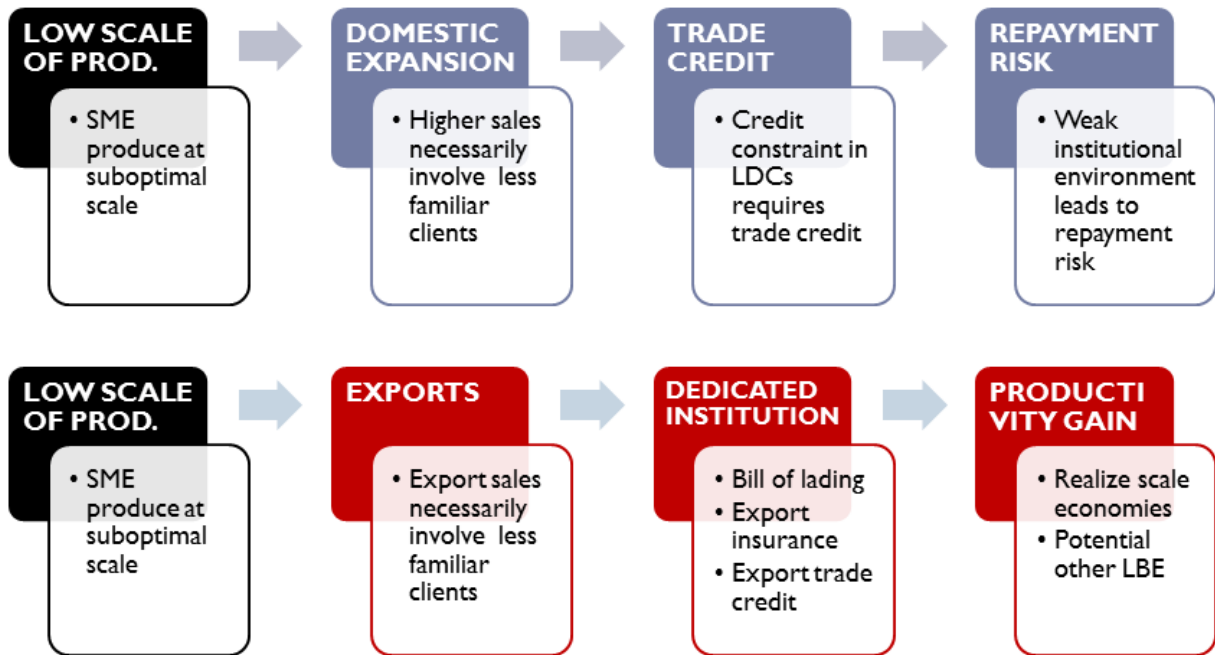 LOW SCALE
OF PROD.
• SME
produce at
suboptimal
scale
DOMESTIC
EXPANSION
• Higher sales
necessarily
involve less
familiar
clients
TRADE
CREDIT
• Credit
constraint in
LDCs
requires
trade credit
REPAYMENT
RISK
• Weak
institutional
environment
leads to
repayment
risk
LOW SCALE
OF PROD.
• SME
produce at
suboptimal
scale
EXPORTS
• Export sales
necessarily
involve less
familiar
clients
DEDICATED
INSTITUTION
• Bill of lading
• Export
insurance
• Export trade
credit
PRODUCTI
VITY GAIN
• Realize scale
economies
• Potential
other LBE